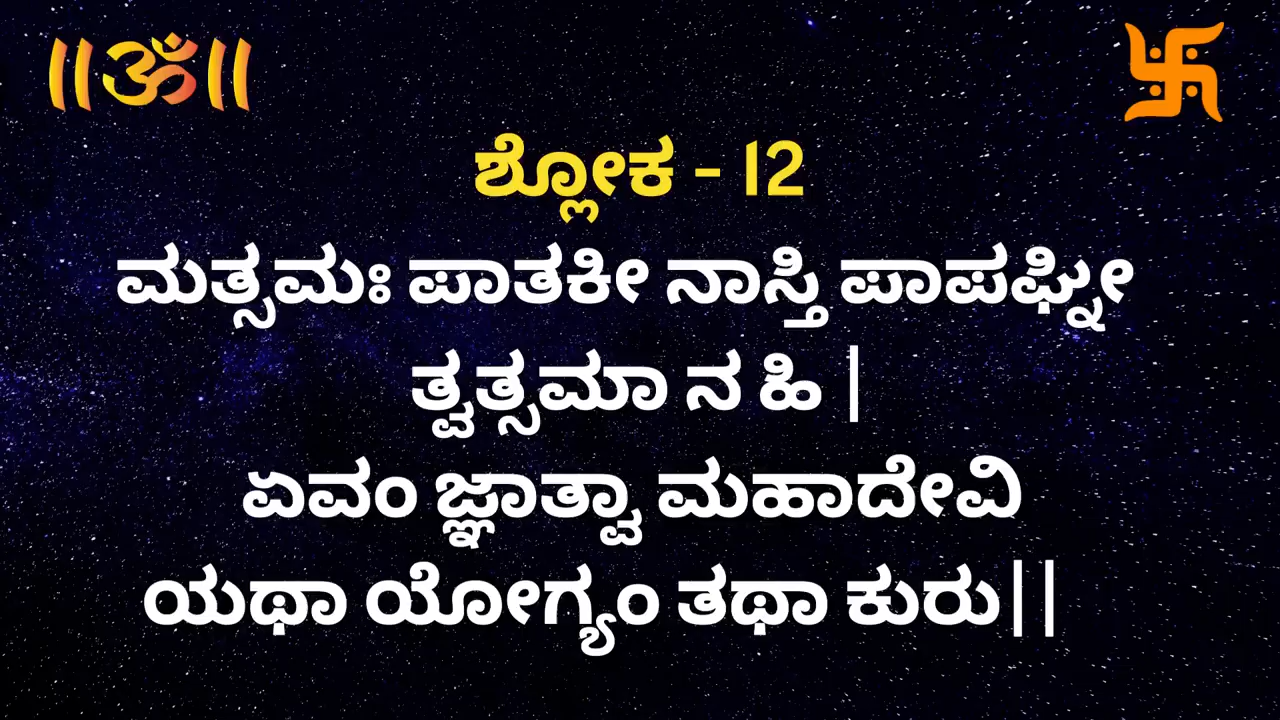 ॥ॐ॥
ಶ್ಲೋಕ - 12
ಮತ್ಸಮಃ ಪಾತಕೀ ನಾಸ್ತಿ ಪಾಪಘ್ನೀ
ತ್ವತ್ಸಮಾ ನ ಹಿ |
ಏವಂ ಜ್ಞಾತ್ವಾ ಮಹಾದೇವಿ
ಯಥಾ ಯೋಗ್ಯಂ ತಥಾ ಕುರು||